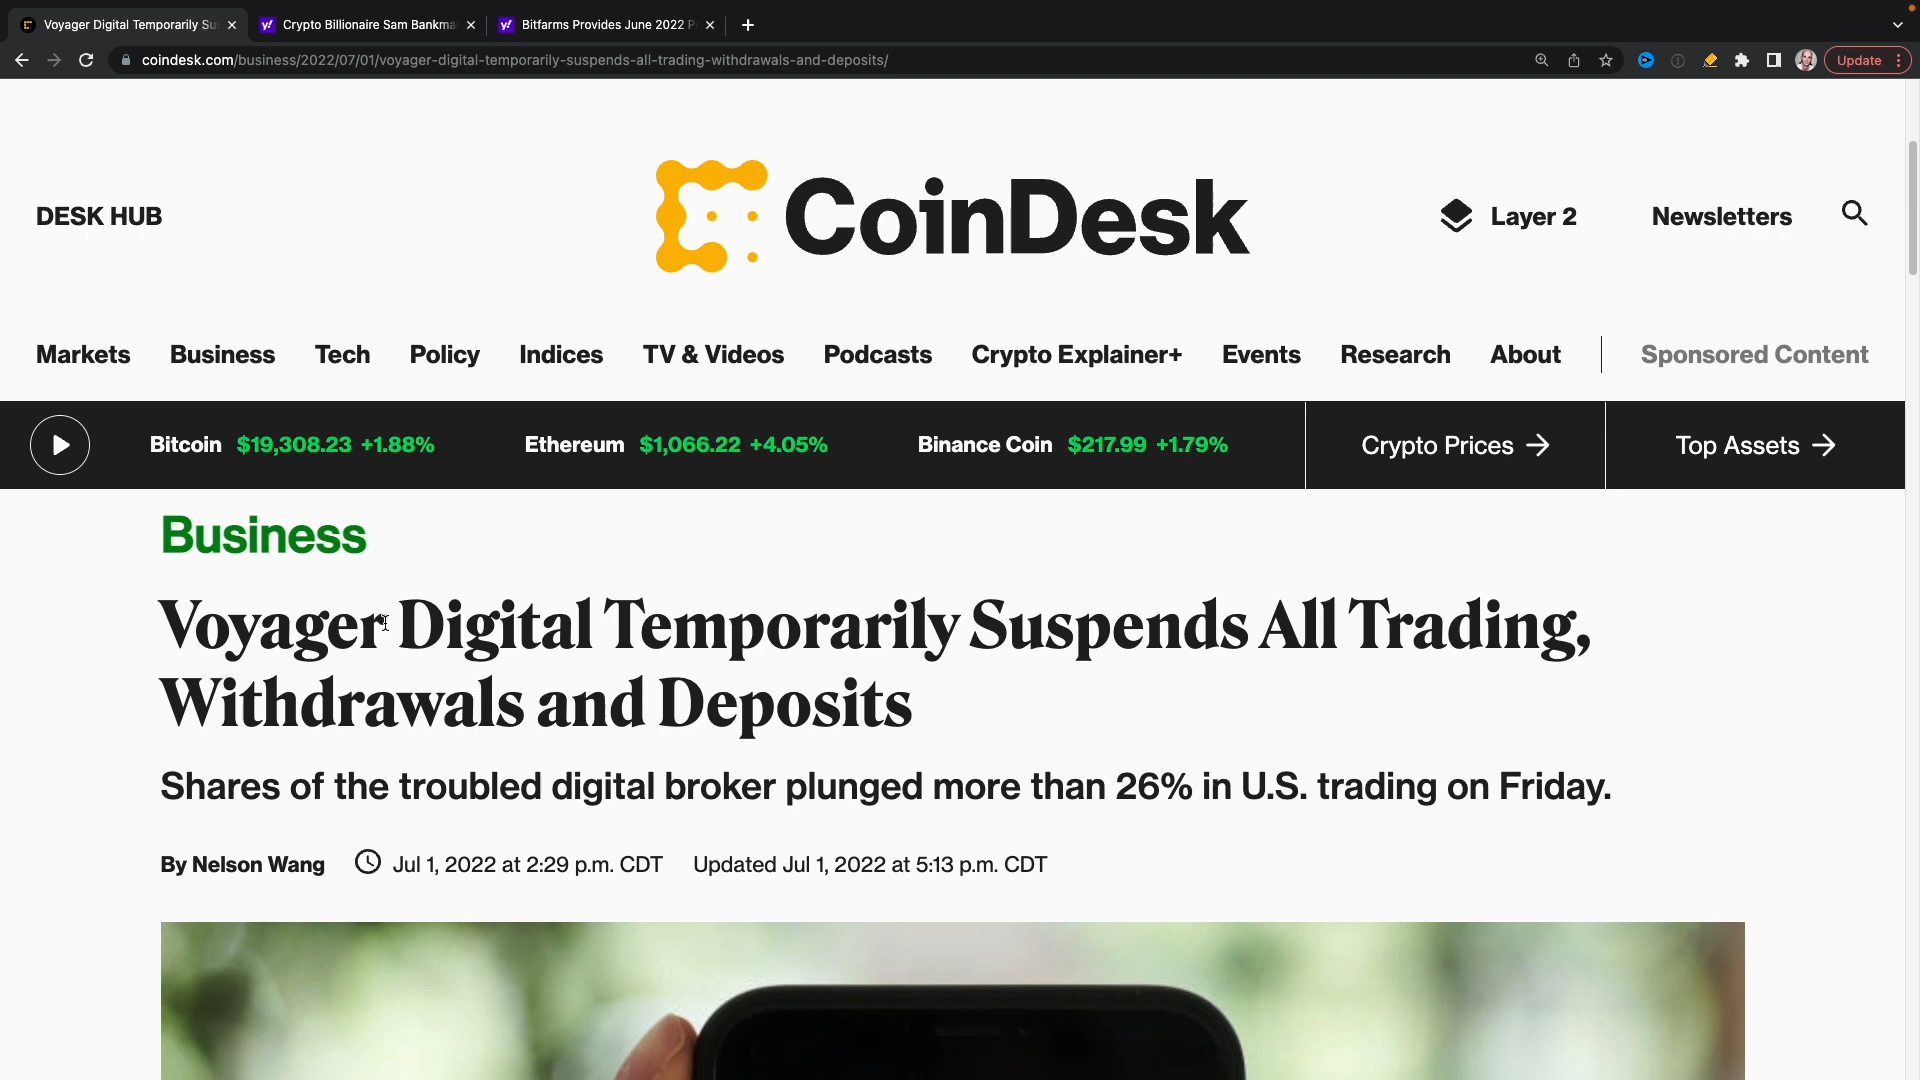 Voyager Digital Temporarily Su
Crypto Billionaire Sam Bankma
Bitfarms Provides June 2022 P
coindesk.com/business/2022/07/01/voyager-digital-temporarily-suspends-all-trading-withdrawals-and-deposits/
Update
DESK HUB
CoinDesk
Layer 2
Newsletters
Markets Business Tech Policy Indices TV & Videos Podcasts Crypto Explainer+ Events Research About Sponsored Content
Bitcoin $19,308.23 +1.88% Ethereum $1,066.22 +4.05% Binance Coin $217.99 +1.79% Crypto Prices → Top Assets →
Business
Voyager Digital Temporarily Suspends All Trading,
Withdrawals and Deposits
Shares of the troubled digital broker plunged more than 26% in U.S. trading on Friday.
By Nelson Wang Jul 1, 2022 at 2:29 p.m. CDT Updated Jul 1, 2022 at 5:13 p.m. CDT